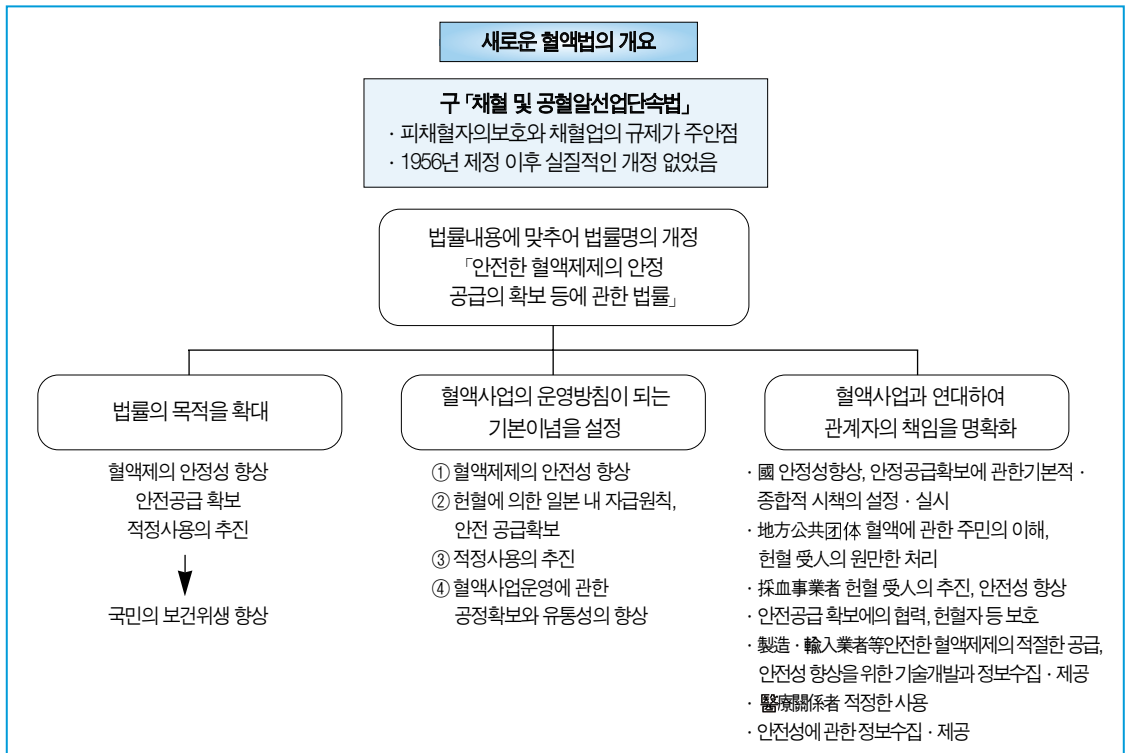 새로운 혈액법의 개요
구 「채혈 및 공혈알선업단속법」
· 피채혈자의보호와 채혈업의 규제가 주안점
· 1956년 제정 이후 실질적인 개정 없었음
법률내용에 맞추어 법률명의 개정
「안전한 혈액제제의 안정
공급의 확보 등에 관한 법률」
법률의 목적을 확대
혈액제의 안정성 향상
안전공급 확보
적정사용의 추진
국민의 보건위생 향상
혈액사업의 운영방침이 되는
기본이념을 설정
① 혈액제제의 안전성 향상
② 헌혈에 의한 일본 내 자급원칙,
안전 공급확보
③ 적정사용의 추진
④ 혈액사업운영에 관한
공정확보와 유통성의 향상
혈액사업과 연대하여
관계자의 책임을 명확화
· 國 안정성향상, 안정공급확보에 관한기본적 ·
종합적 시책의 설정 · 실시
· 地方公共団体 혈액에 관한 주민의 이해,
헌혈 受人의 원만한 처리
· 採血事業者 헌혈 受人의 추진, 안전성 향상
· 안전공급 확보에의 협력, 헌혈자 등 보호
· 製造 · 輸入業者等안전한 혈액제제의 적절한 공급,
안전성 향상을 위한 기술개발과 정보수집 · 제공
· 醫療關係者 적정한 사용
· 안전성에 관한 정보수집 · 제공